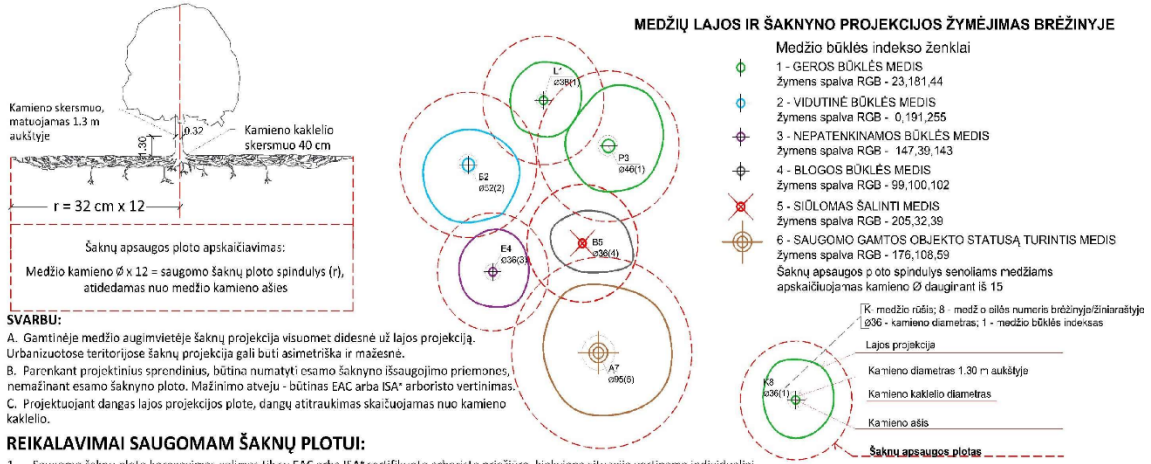 MEDŽIŲ LAJOS IR ŠAKNYNO PROJEKCIJOS ŽYMĖJIMAS BRĖŽINYJE
Kamieno skersmuo,
matuojamas 1.3 m
aukštyje
0.32
1.30
Kamieno kaklelio
skersmuo 40 cm
r = 32 cm x 12
Šaknų apsaugos ploto apskaičiavimas:
Medžio kamieno Ø x 12 = saugomo šaknų ploto spindulys (r),
atidedamas nuo medžio kamieno ašies
SVARBU:
A. Gamtinėje medžio augimvietėje šaknų projekcija visuomet didesnė už lajos projekciją.
Urbanizuotose teritorijose šaknų projekcija gali buti asimetriška ir mažesnė.
B. Parenkant projektinius sprendinius, būtina numatyti esamo šaknyno išsaugojimo priemones,
nemažinant esamo šaknyno ploto. Mažinimo atveju - būtinas EAC arba ISA* arboristo vertinimas.
C. Projektuojant dangas lajos projekcijos plote, dangų atitraukimas skaičiuojamas nuo kamieno
kaklelio.
REIKALAVIMAI SAUGOMAM ŠAKNŲ PLOTUI:
L1
Ø38(1)
P3
Ø46(1)
Ø52(2)
E4
Ø36(3)
B5
Ø36(4)
A7
Ø95(6)
Medžio būklės indekso ženklai
1 - GEROS BŪKLĖS MEDIS
žymens spalva RGB - 23,181,44
2 - VIDUTINĖ BŪKLĖS MEDIS
žymens spalva RGB - 0,191,255
3 - NEPATENKINAMOS BŪKLĖS MEDIS
žymens spalva RGB - 147,39,143
4 - BLOGOS BŪKLĖS MEDIS
žymens spalva RGB - 99,100,102
5 - SIŪLOMAS ŠALINTI MEDIS
žymens spalva RGB - 205,32,39
6 - SAUGOMO GAMTOS OBJEKTO STATUSĄ TURINTIS MEDIS
žymens spalva RGB - 176,108,59
Šaknų apsaugos p oto spindulys senoliams medžiams
apskaičiuojamas kamieno Ø dauginant iš 15
K- medžio rūšis; 8 - medž o eilės numeris brėžinyje/žiniaraštyje
Ø36 - kamieno diametras; 1 - medžio būklės indeksas
K8
Ø36(1)
Lajos projekcija
Kamieno diametras 1.30 m aukštyje
Kamieno kaklelio diametras
Kamieno ašis
Šaknų apsaugos plotas